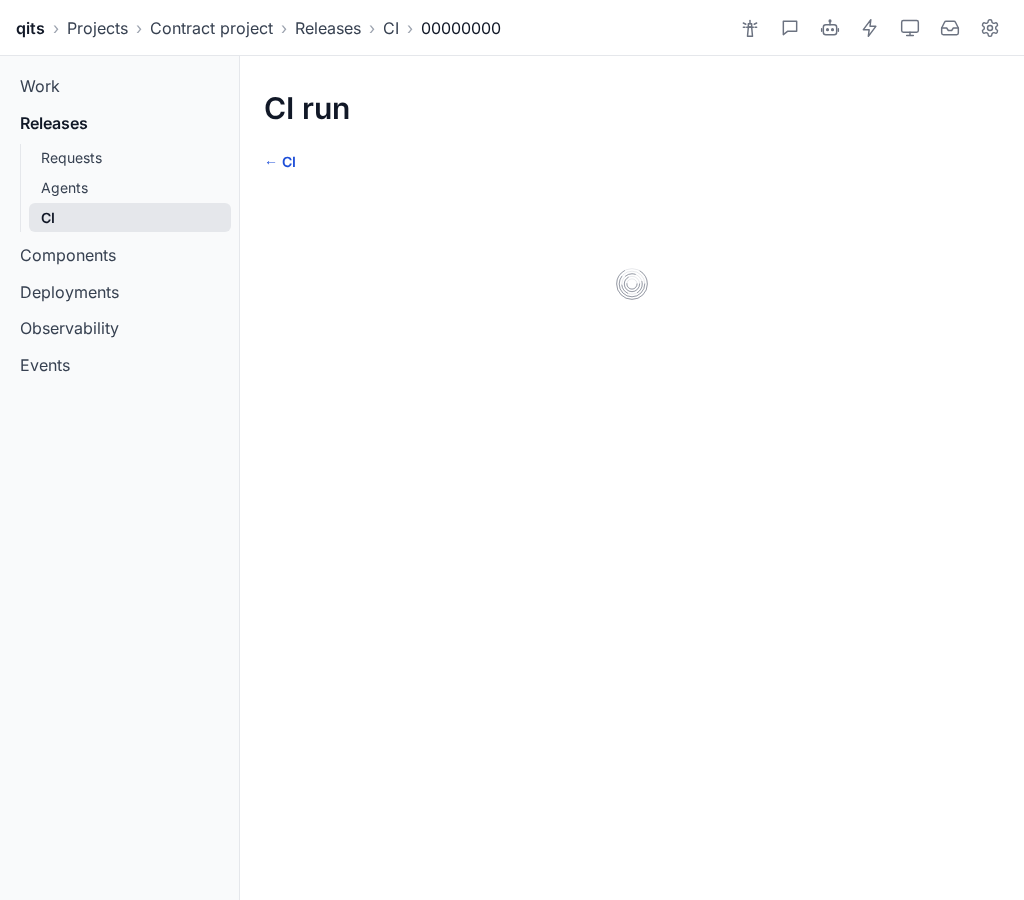 qits › Projects › Contract project › Releases › CI › 00000000
Work
Releases
Requests
Agents
CI
Components
Deployments
Observability
Events
CI run
← CI